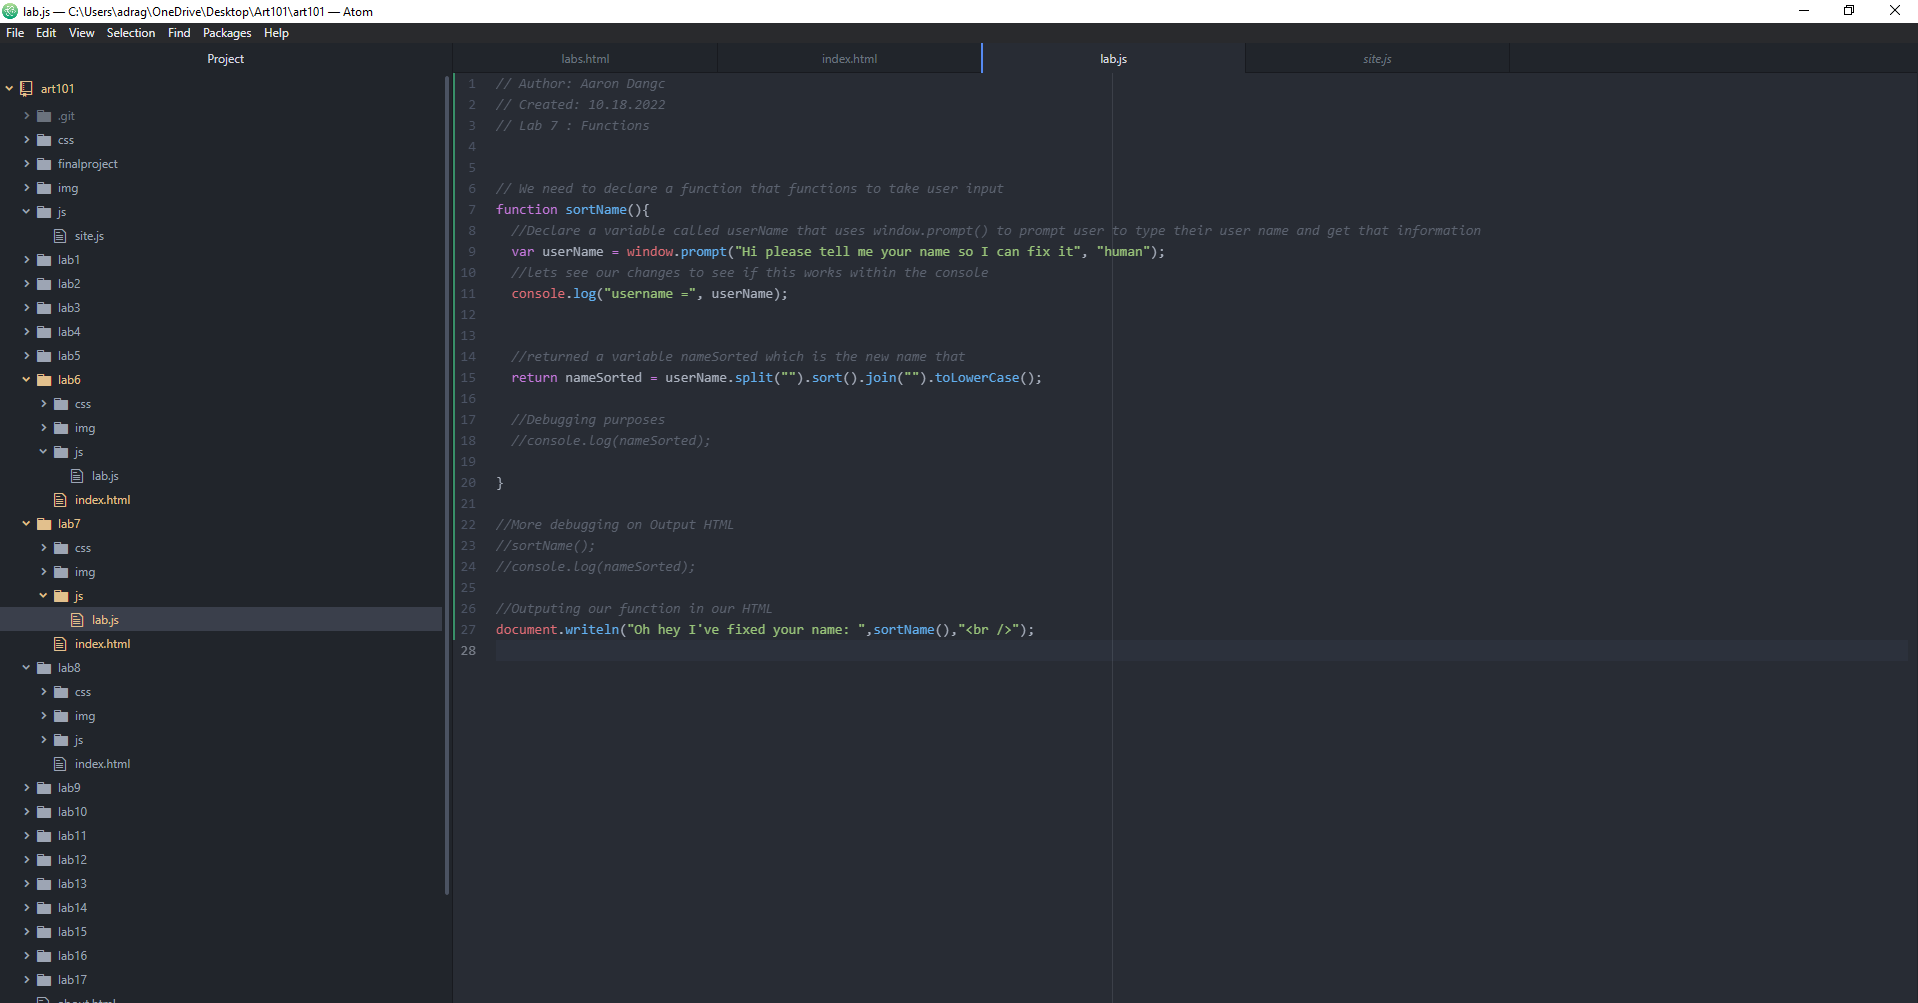 lab.js — C:\Users\adrag\OneDrive\Desktop\Art101\art101 — Atom
File Edit View Selection Find Packages Help
Project
art101
.git
css
finalproject
img
js
site.js
lab1
lab2
lab3
lab4
lab5
lab6
css
img
js
lab.js
index.html
lab7
css
img
js
lab.js
index.html
lab8
css
img
js
index.html
lab9
lab10
lab11
lab12
lab13
lab14
lab15
lab16
lab17
about.html
labs.html index.html lab.js site.js
1 // Author: Aaron Dangc
2 // Created: 10.18.2022
3 // Lab 7 : Functions
4
5
6 // We need to declare a function that functions to take user input
7 function sortName(){
8 //Declare a variable called userName that uses window.prompt() to prompt user to type their user name and get that information
9 var userName = window.prompt("Hi please tell me your name so I can fix it", "human");
10 //lets see our changes to see if this works within the console
11 console.log("username =", userName);
12
13
14 //returned a variable nameSorted which is the new name that
15 return nameSorted = userName.split("").sort().join("").toLowerCase();
16
17 //Debugging purposes
18 //console.log(nameSorted);
19
20 }
21
22 //More debugging on Output HTML
23 //sortName();
24 //console.log(nameSorted);
25
26 //Outputing our function in our HTML
27 document.writeln("Oh hey I've fixed your name: ",sortName(),"<br />");
28